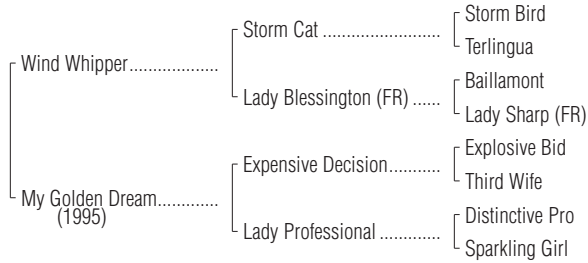 Storm Bird
Storm Cat ........................
Terlingua
Wind Whipper..................
Baillamont
Lady Blessington (FR) ......
Lady Sharp (FR)
Explosive Bid
Expensive Decision...........
Third Wife
My Golden Dream............
(1995)
Distinctive Pro
Lady Professional .............
Sparkling Girl